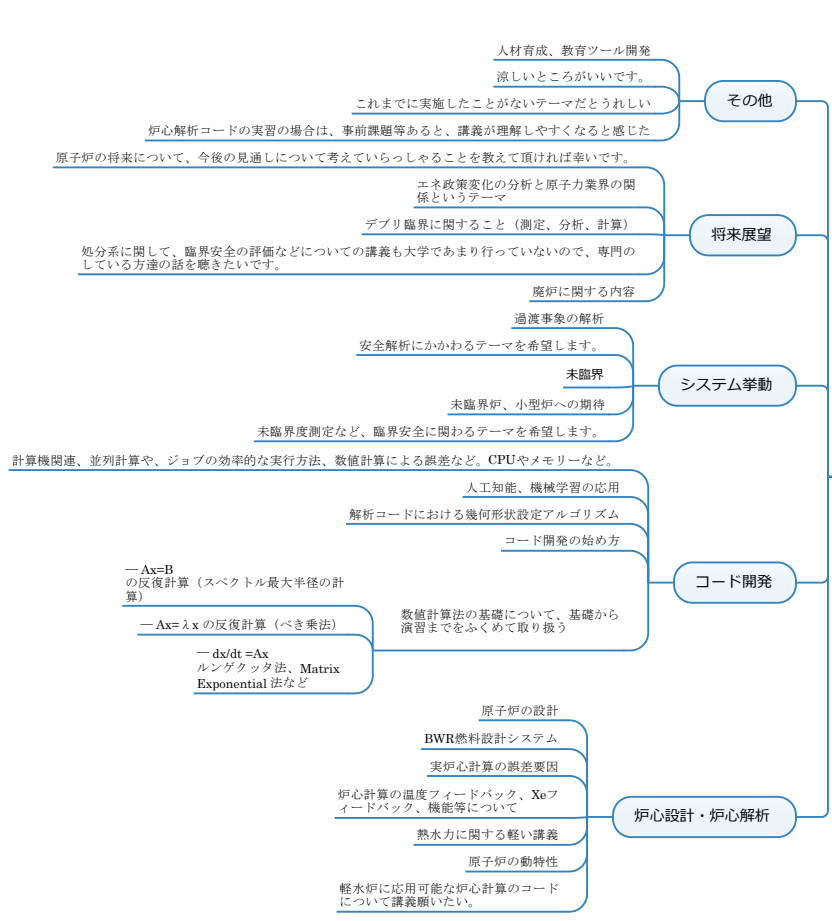 人材育成、教育ツール開発
涼しいところがいいです。
これまでに実施したことがないテーマだとうれしい
炉心解析コードの実習の場合は、事前課題等あると、講義が理解しやすくなると感じた
その他
原子炉の将来について、今後の見通しについて考えていらっしゃることを教えて頂ければ幸いです。
エネ政策変化の分析と原子力業界の関
係というテーマ
デブリ臨界に関すること（測定、分析、計算）
処分系に関して、臨界安全の評価などについての講義も大学であまり行っていないので、専門の
している方達の話を聴きたいです。
廃炉に関する内容
将来展望
過渡事象の解析
安全解析にかかわるテーマを希望します。
未臨界
未臨界炉、小型炉への期待
未臨界度測定など、臨界安全に関わるテーマを希望します。
システム挙動
計算機関連、並列計算や、ジョブの効率的な実行方法、数値計算による誤差など。CPUやメモリーなど。
人工知能、機械学習の応用
解析コードにおける幾何形状設定アルゴリズム
コード開発の始め方
数値計算法の基礎について、基礎から
演習までをふくめて取り扱う
— Ax=B
の反復計算（スペクトル最大半径の計
算）
— Ax=λx の反復計算（べき乗法）
— dx/dt =Ax
ルンゲクッタ法、Matrix
Exponential 法など
コード開発
原子炉の設計
BWR燃料設計システム
実炉心計算の誤差要因
炉心計算の温度フィードバック、Xeフ
ィードバック、機能等について
熱水力に関する軽い講義
原子炉の動特性
軽水炉に応用可能な炉心計算のコード
について講義願いたい。
炉心設計・炉心解析